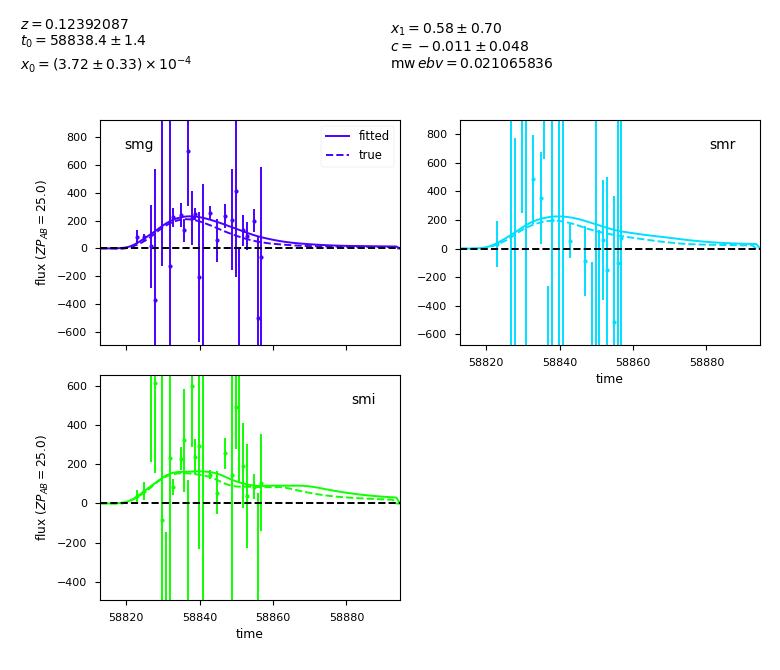 z = 0.12392087
t₀ = 58838.4 ± 1.4
x₀ = (3.72 ± 0.33) × 10⁻⁴
x₁ = 0.58 ± 0.70
c = −0.011 ± 0.048
mw ebv = 0.021065836
smg
fitted
true
800
600
400
200
0
−200
−400
−600
flux (ZP_AB = 25.0)
smr
800
600
400
200
0
−200
−400
−600
58820
58840
58860
58880
time
smi
600
400
200
0
−200
−400
flux (ZP_AB = 25.0)
58820
58840
58860
58880
time